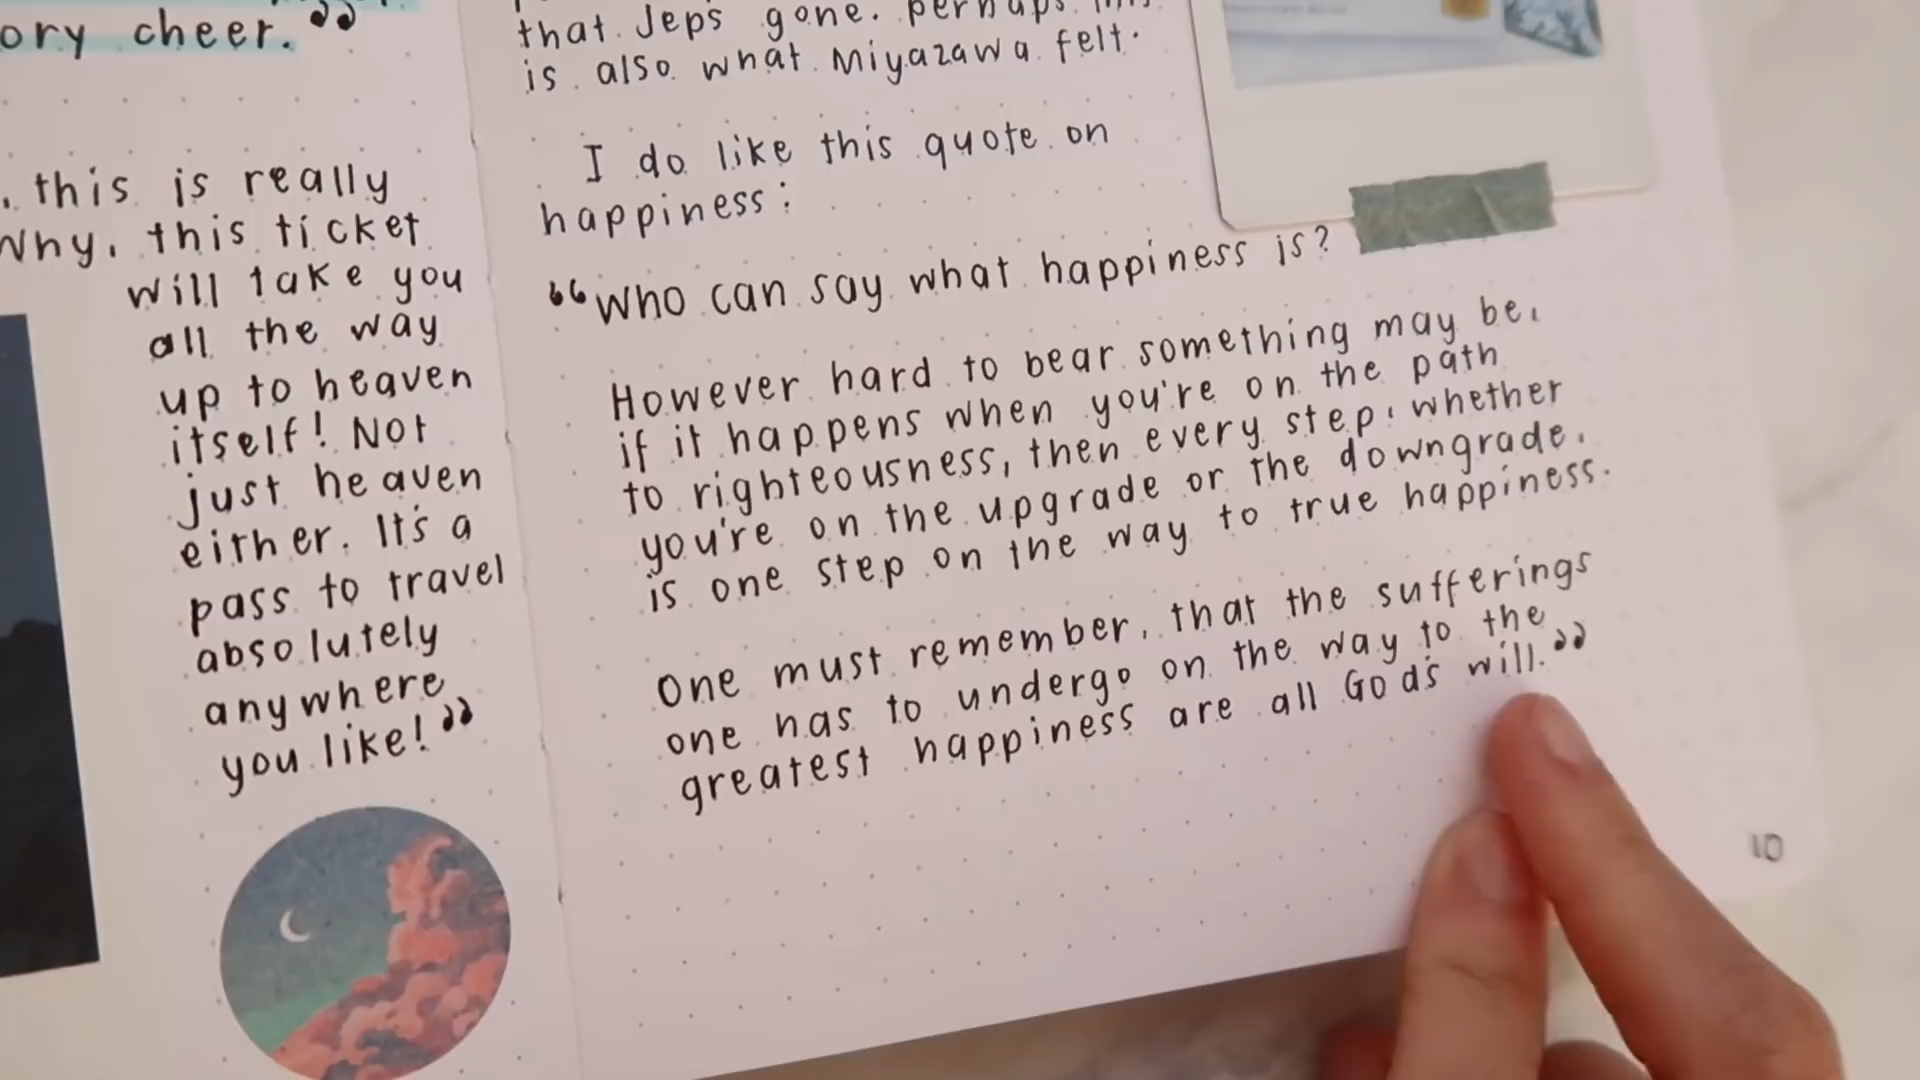 ory cheer.”
. this is really
Why, this ticket
will take you
all the way
up to heaven
itself! Not
just heaven
either. It's a
pass to travel
absolutely
anywhere
you like!”
that Jeps gone. perhaps this
is also what Miyazawa felt.
I do like this quote on
happiness:
“Who can say what happiness is?
However hard to bear something may be,
if it happens when you're on the path
to righteousness, then every step, whether
you're on the upgrade or the downgrade,
is one step on the way to true happiness.
One must remember, that the sufferings
one has to undergo on the way to the
greatest happiness are all God's will.”
10